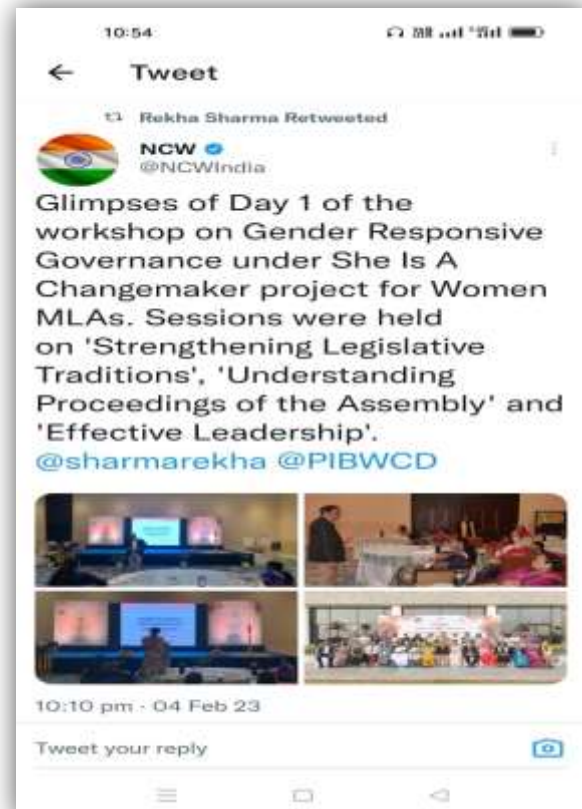 10:54
Tweet
Rekha Sharma Retweeted
NCW
@NCWIndia
Glimpses of Day 1 of the
workshop on Gender Responsive
Governance under She Is A
Changemaker project for Women
MLAs. Sessions were held
on 'Strengthening Legislative
Traditions', 'Understanding
Proceedings of the Assembly' and
'Effective Leadership'.
@sharmarekha @PIBWCD
10:10 pm · 04 Feb 23
Tweet your reply